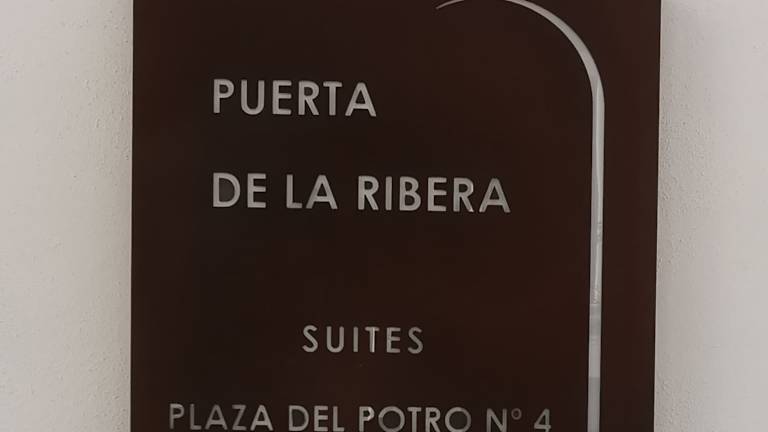 PUERTA
DE LA RIBERA
SUITES
PLAZA DEL POTRO Nº 4